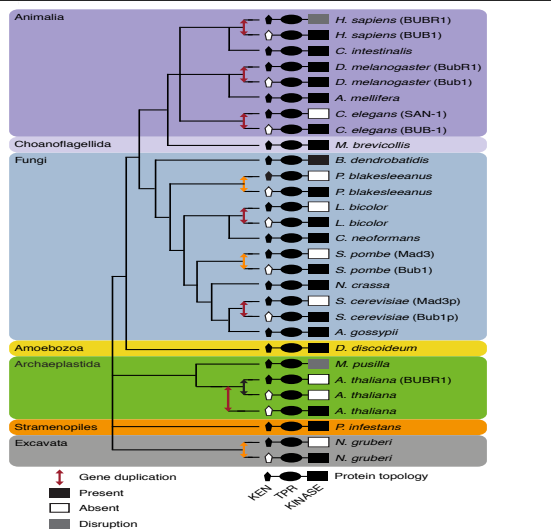 Animalia
H. sapiens (BUBR1)
H. sapiens (BUB1)
C. intestinalis
D. melanogaster (BubR1)
D. melanogaster (Bub1)
A. mellifera
C. elegans (SAN-1)
C. elegans (BUB-1)
Choanoflagellida
M. brevicollis
Fungi
B. dendrobatidis
P. blakesleeanus
P. blakesleeanus
L. bicolor
L. bicolor
C. neoformans
S. pombe (Mad3)
S. pombe (Bub1)
N. crassa
S. cerevisiae (Mad3p)
S. cerevisiae (Bub1p)
A. gossypii
Amoebozoa
D. discoideum
Archaeplastida
M. pusilla
A. thaliana (BUBR1)
A. thaliana
A. thaliana
Stramenopiles
P. infestans
Excavata
N. gruberi
N. gruberi
Gene duplication
Present
Absent
Disruption
KEN
TPR
KINASE
Protein topology